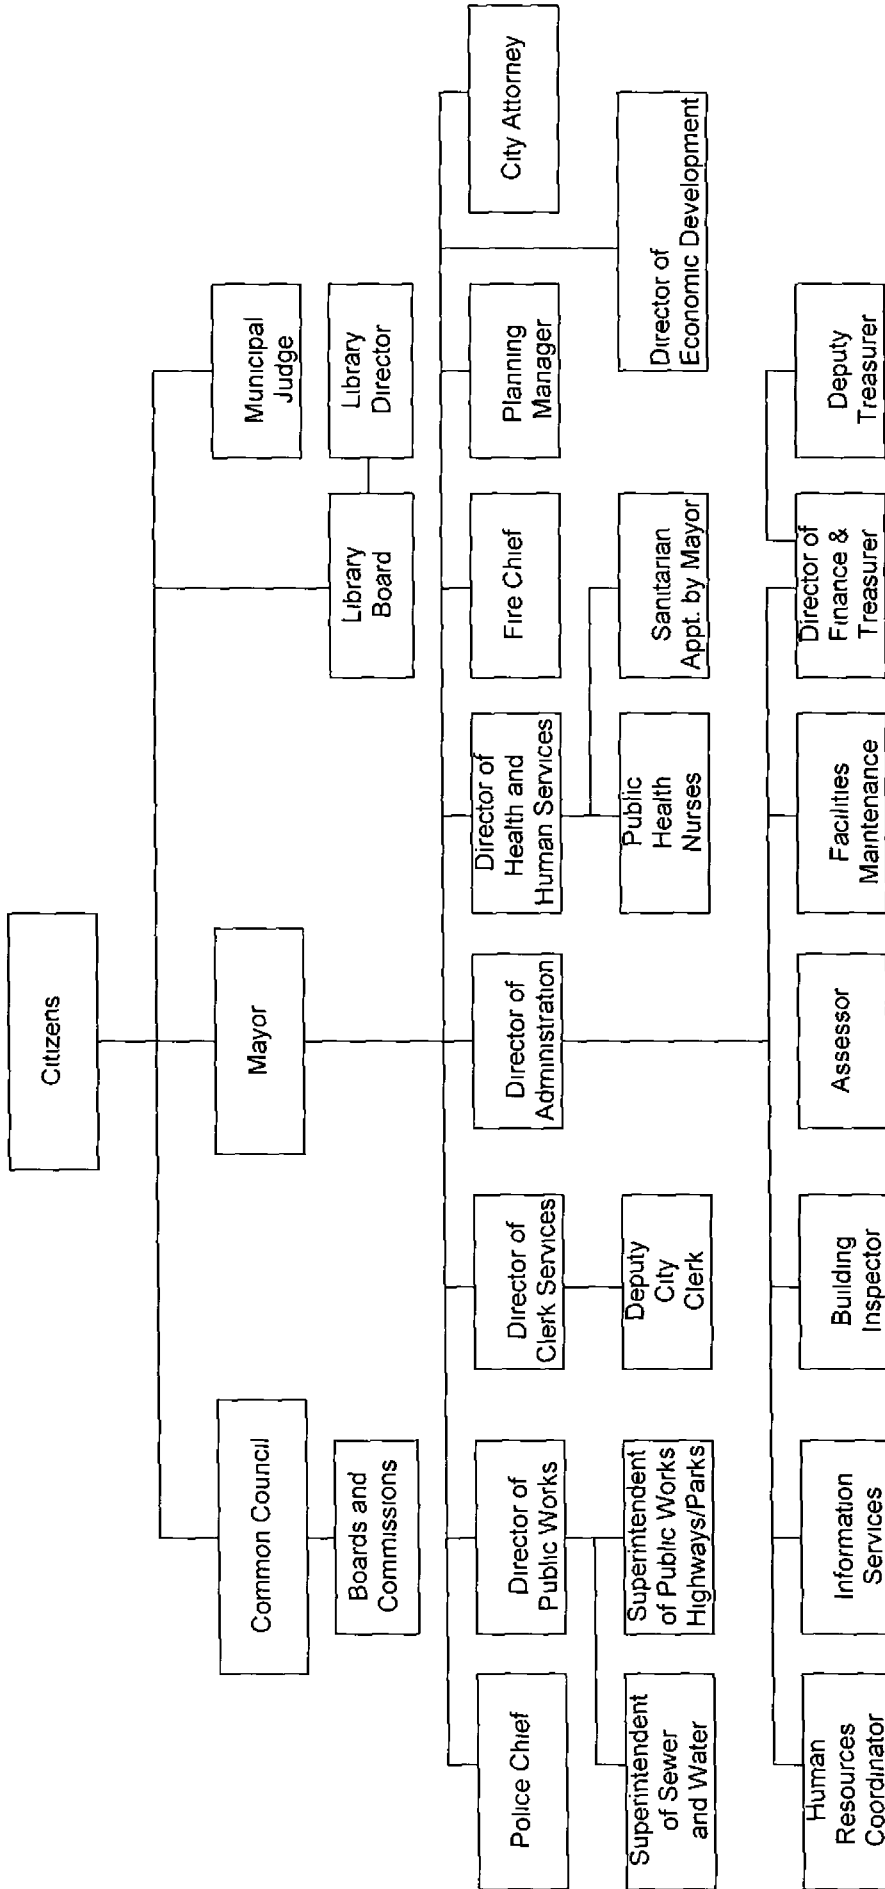 Citizens
Common Council
Mayor
Municipal
Judge
Boards and
Commissions
Library
Board
Library
Director
Police Chief
Director of
Public Works
Director of
Clerk Services
Director of
Administration
Director of
Health and
Human Services
Fire Chief
Planning
Manager
City Attorney
Superintendent
of Sewer
and Water
Superintendent
of Public Works
Highways/Parks
Deputy
City
Clerk
Public
Health
Nurses
Sanitarian
Appt. by Mayor
Director of
Economic Development
Human
Resources
Coordinator
Information
Services
Building
Inspector
Assessor
Facilities
Maintenance
Director of
Finance &
Treasurer
Deputy
Treasurer